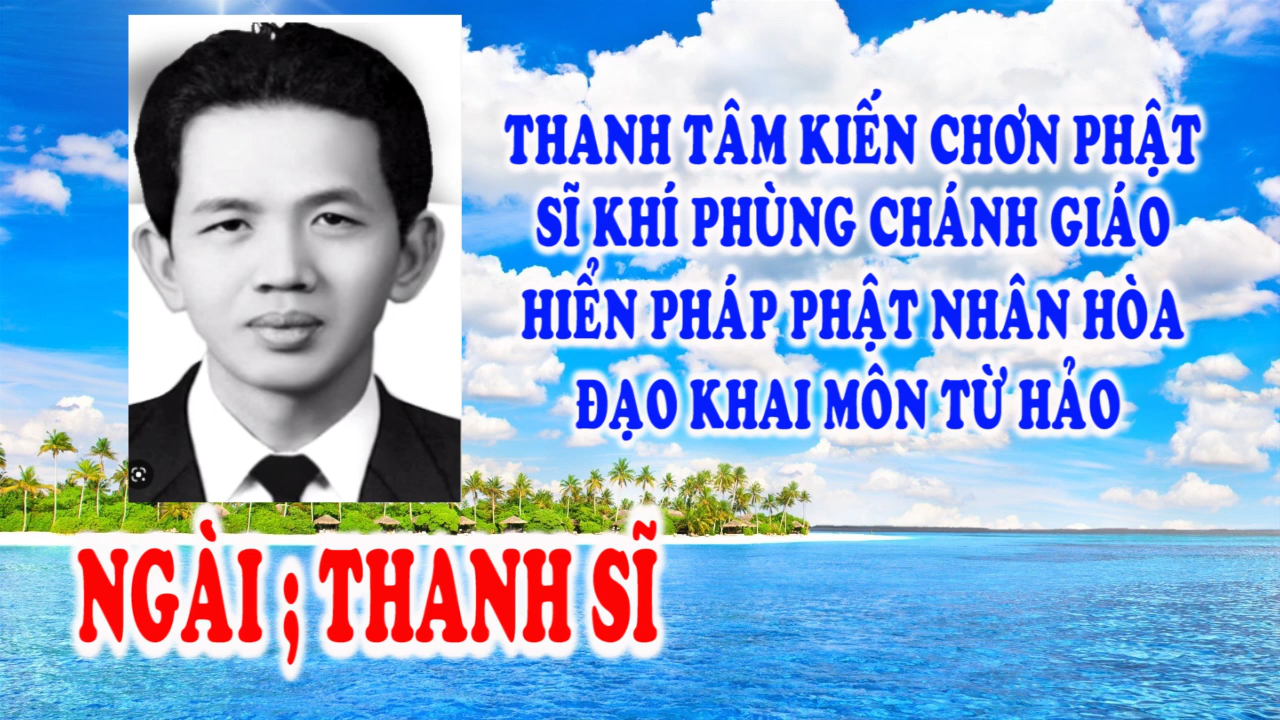 THANH TÂM KIẾN CHƠN PHẬT
SĨ KHÍ PHÙNG CHÁNH GIÁO
HIỂN PHÁP PHẬT NHÂN HÒA
ĐẠO KHAI MÔN TỪ HẢO
NGÀI ; THANH SĨ